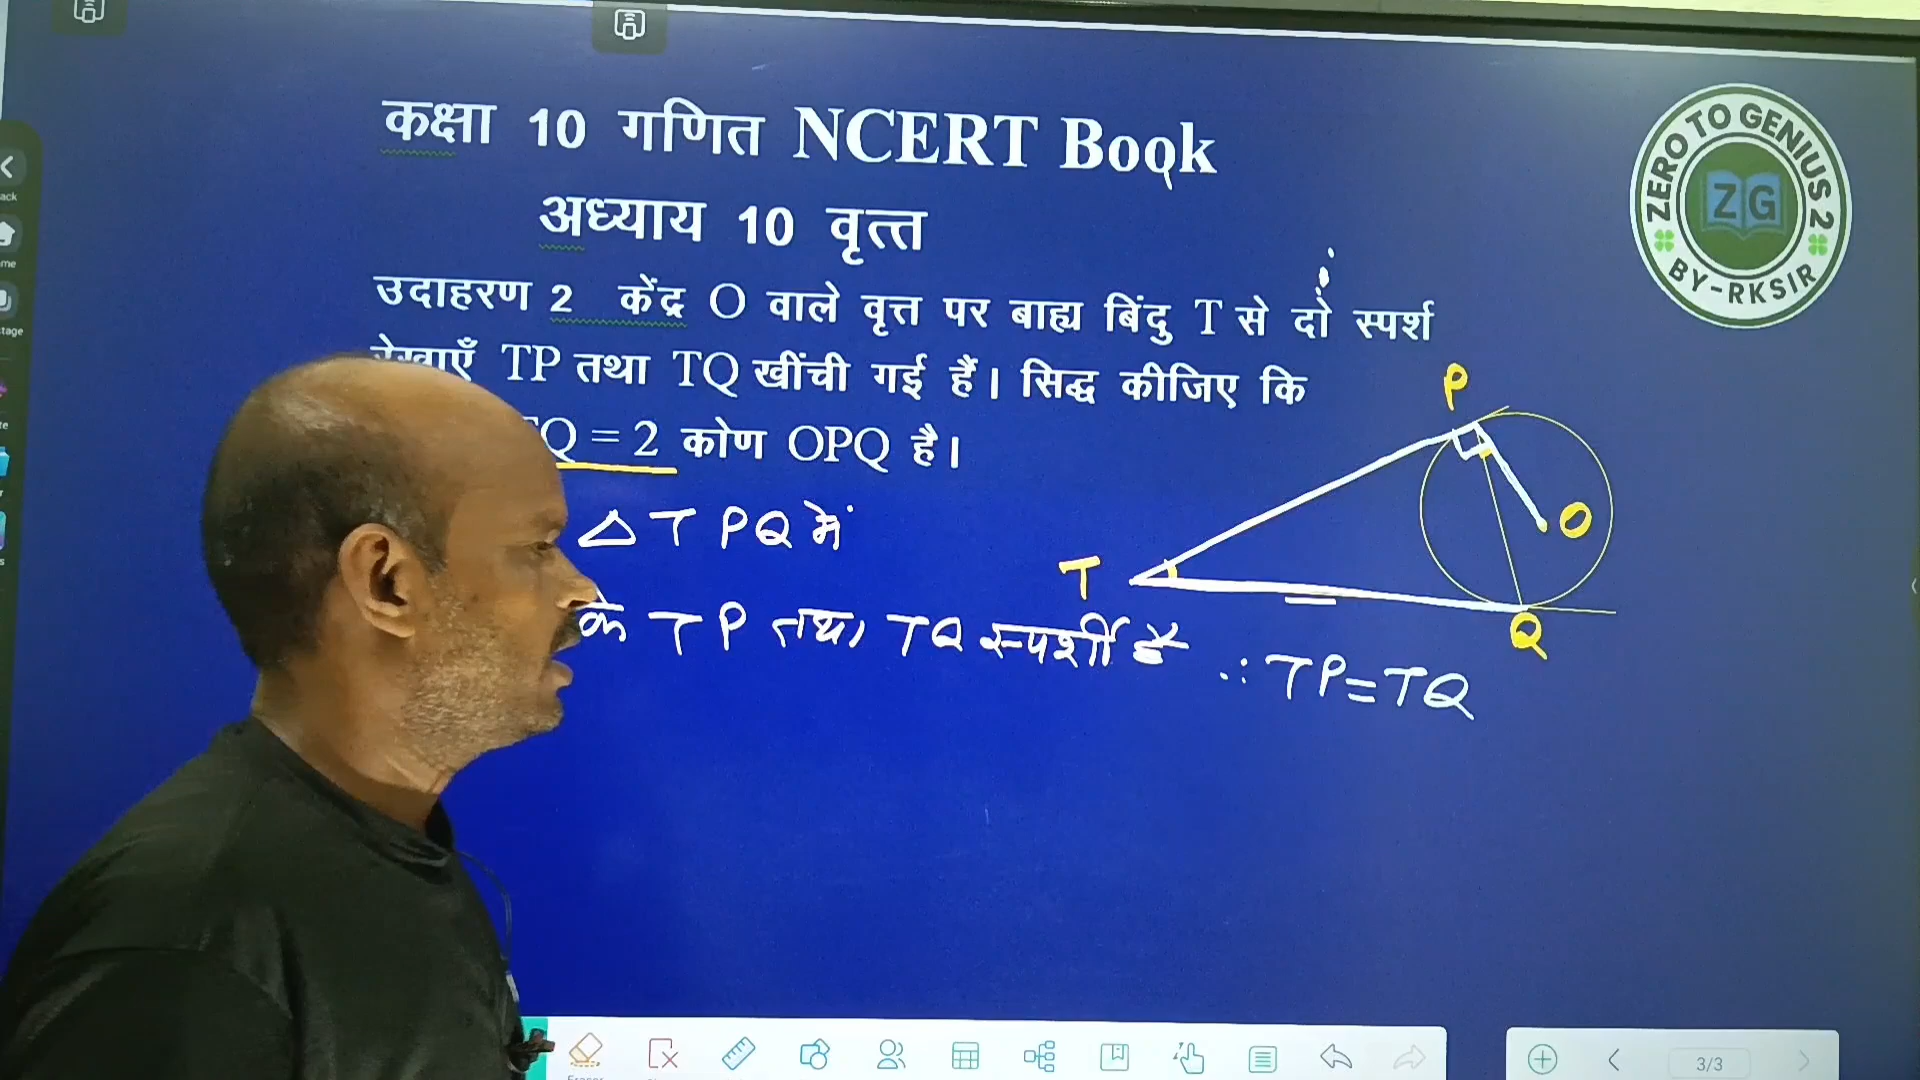 कक्षा 10 गणित NCERT Book
अध्याय 10 वृत्त
ZERO TO GENIUS 2
ZG
BY-RKSIR
उदाहरण 2 केंद्र O वाले वृत्त पर बाह्य बिंदु T से दो स्पर्श
TP तथा TQ खींची गई हैं। सिद्ध कीजिए कि
Q = 2 कोण OPQ है।
P
O
T
Q
△TPQ में
के TP तथा TQ स्पर्शी है ∴ TP=TQ
3/3